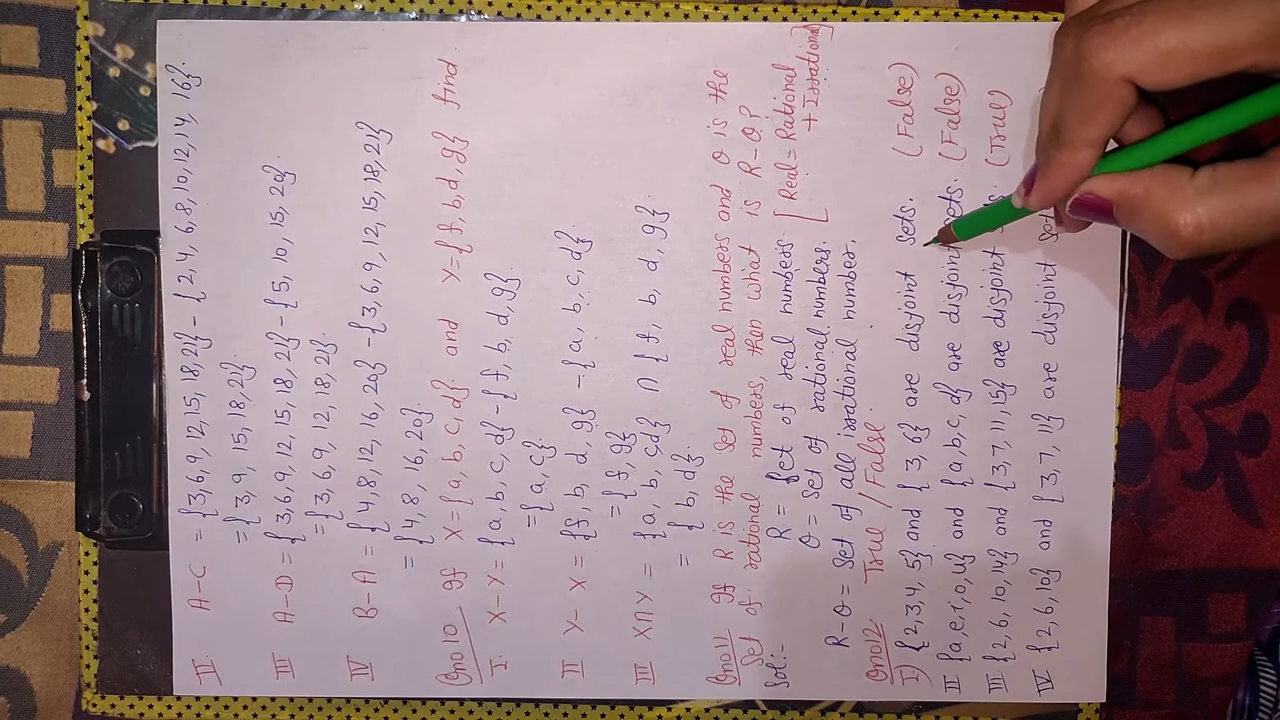 II. A-C = {3,6,9,12,15,18,21} - {2,4,6,8,10,12,14,16}.
= {3,9,15,18,21}.
III A-D = {3,6,9,12,15,18,21} - {5,10,15,20}.
= {3,6,9,12,18,21}.
IV B-A = {4,8,12,16,20} - {3,6,9,12,15,18,21}
= {4,8,16,20}.
Qno10 If X={a,b,c,d}. and Y={f,b,d,g} find.
I. X-Y = {a,b,c,d}-{f,b,d,g}.
={a,c}.
II Y-X = {f,b,d,g} -{a,b,c,d}.
= {f,g}.
III X∩Y = {a,b,cd} ∩ {f,b,d,g}.
= {b,d}.
Qno11 If R is the set of real numbers and Q is the
Set of. rational numbers, then what is R-Q?
Sol:- R = set of real numbers. [Real = Rational
+ Irrational]
Q = Set of rational numbers.
R-Q = Set of all irrational number.
Qno12 True/False.
I) {2,3,4,5} and {3,6} are disjoint sets. (False)
II {a,e,i,o,u} and {a,b,c,d} are disjoint sets. (False)
III {2,6,10,14} and {3,7,11,15} are disjoint (True)
IV {2,6,10} and {3,7,11} are disjoint